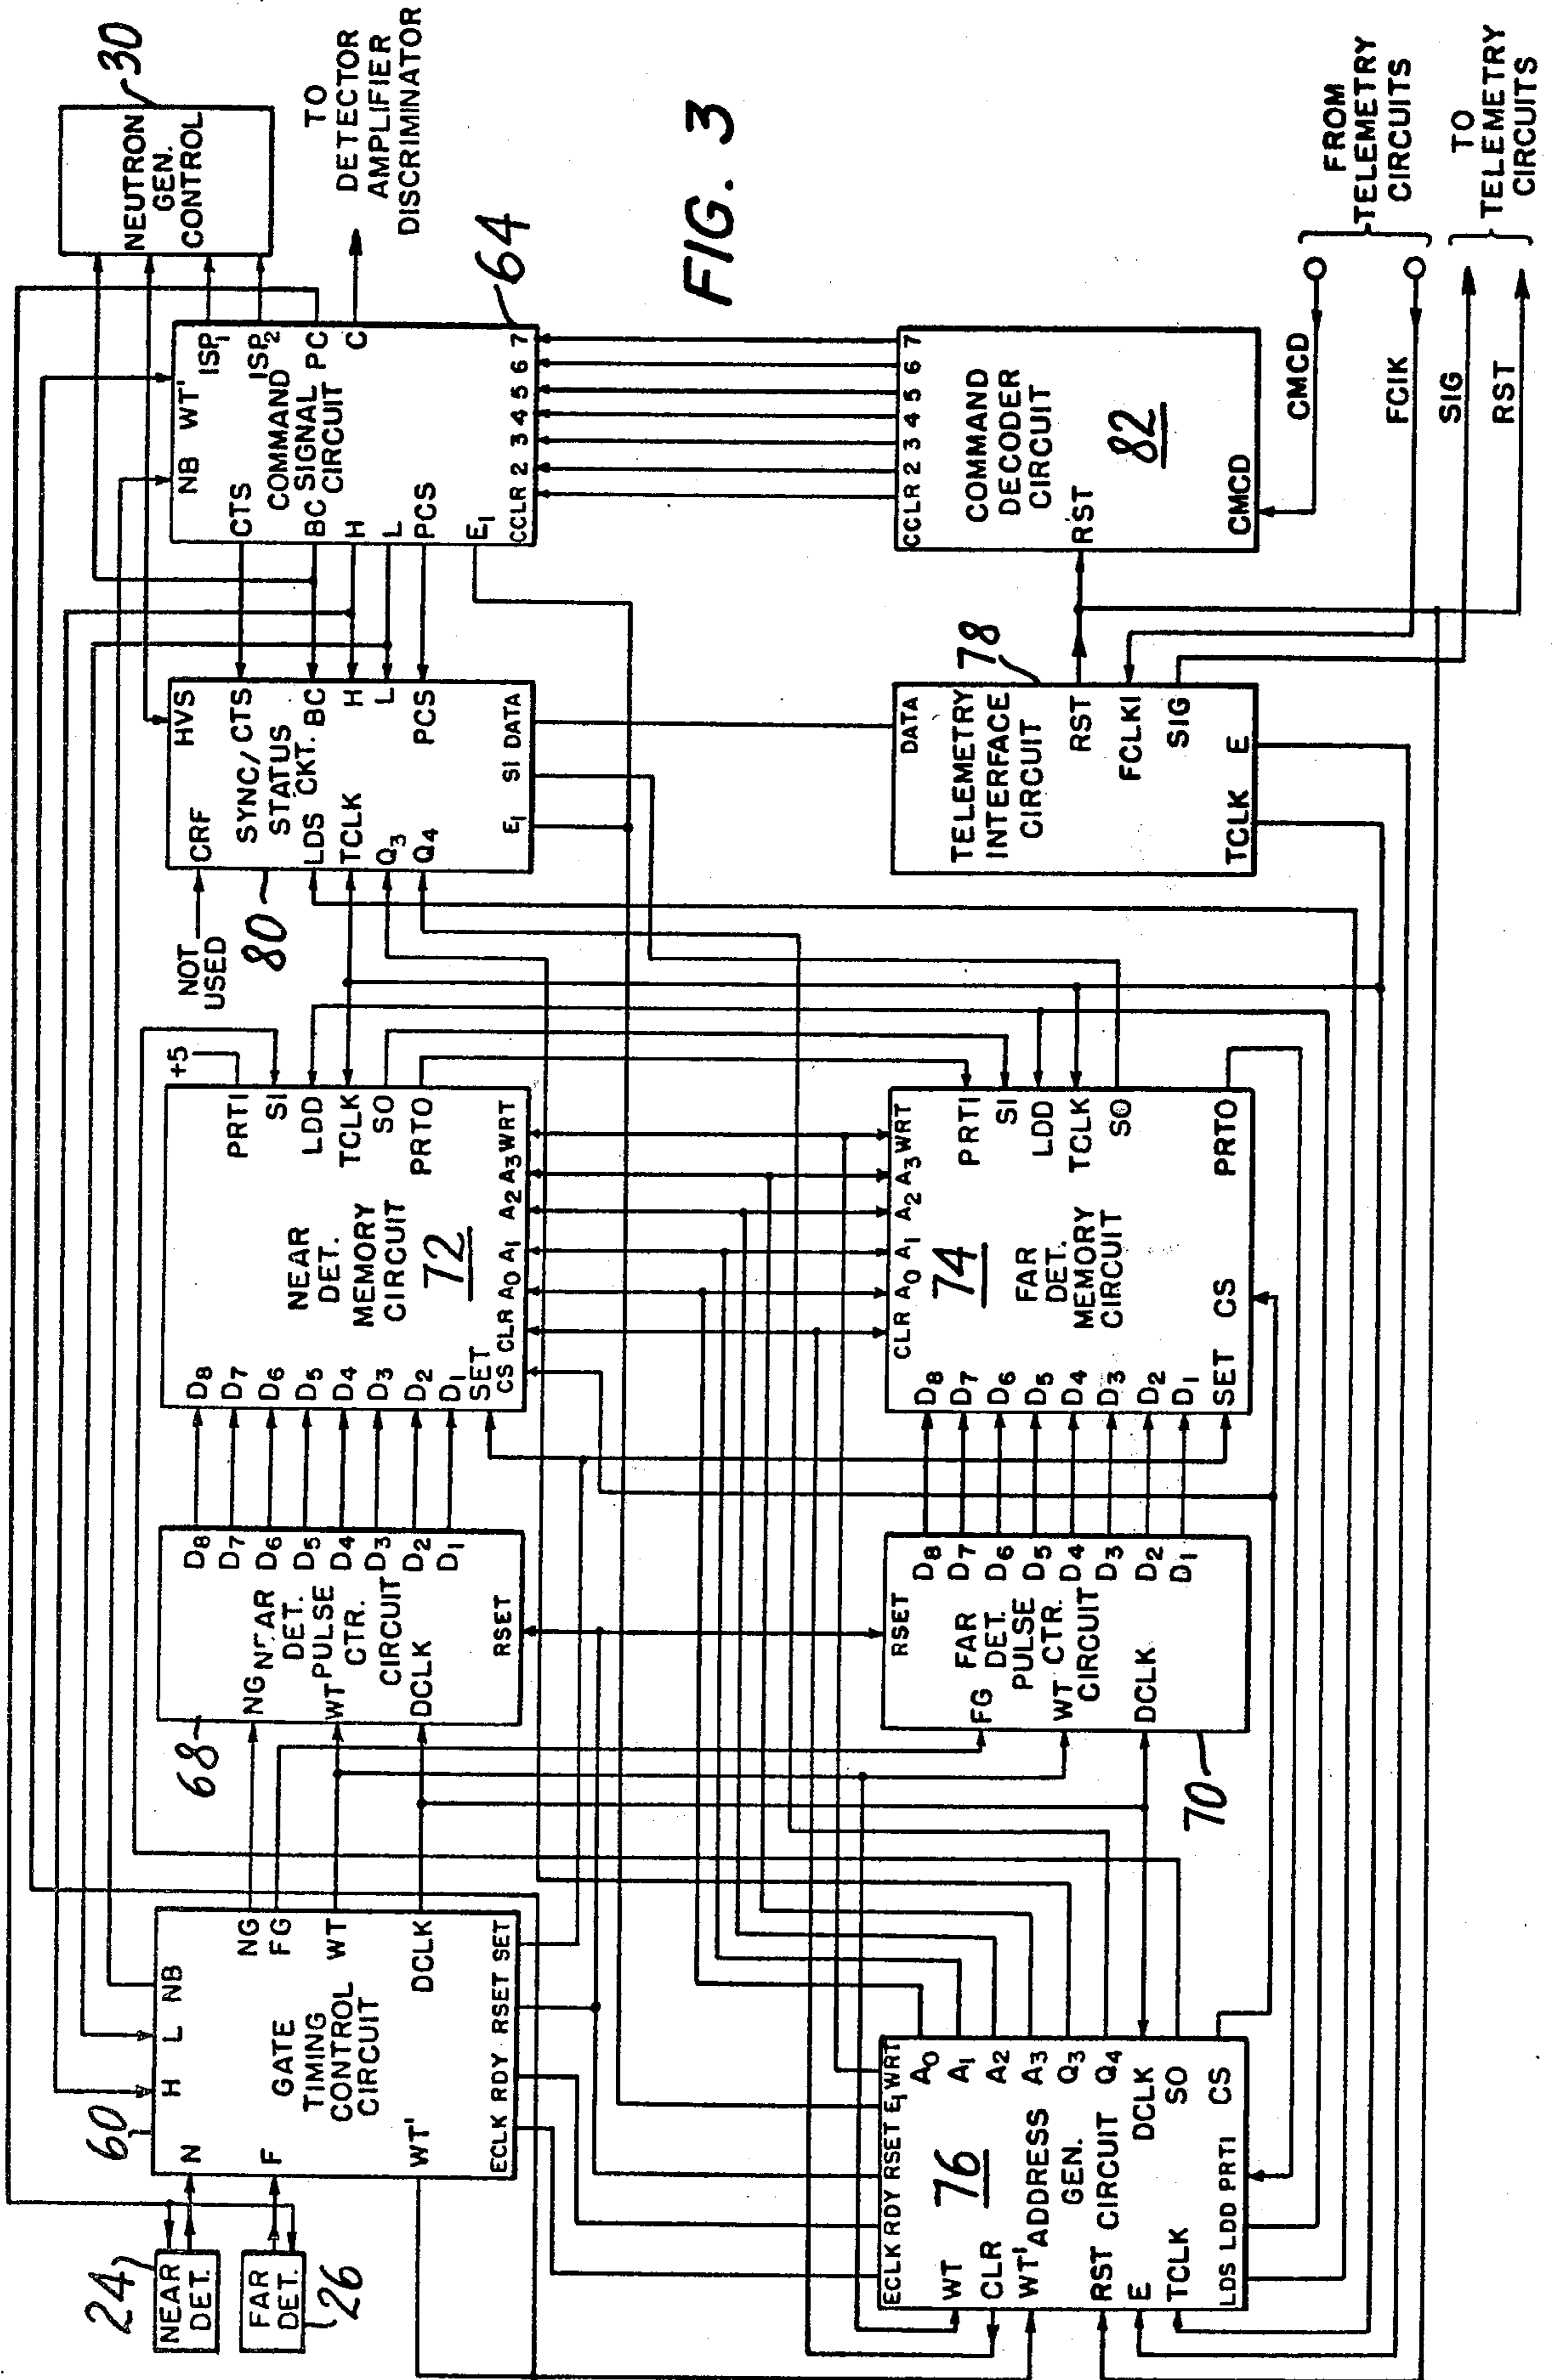 FIG. 3
24
NEAR
DET.
FAR
DET.
26
60
H L NB
N
F
WT'
GATE
TIMING
CONTROL
CIRCUIT
NG
FG
WT
DCLK
ECLK RDY RSET SET
68
NG
WT
DCLK
NEAR
DET.
PULSE
CTR.
CIRCUIT
D8
D7
D6
D5
D4
D3
D2
D1
RSET
D8
D7
D6
D5
D4
D3
D2
D1
SET
NEAR
DET.
MEMORY
CIRCUIT
72
+5
PRTI
SI
LDD
TCLK
SO
PRTO
CS CLR A0 A1 A2 A3 WRT
NOT
USED
80
CRF
HVS
SYNC/
STATUS
CKT.
LDS
TCLK
Q3
Q4
CTS
BC
H
L
PCS
E1 SI DATA
NB WT'
CTS
BC
H
L
PCS
E1
COMMAND
SIGNAL
CIRCUIT
ISP1
ISP2
PC
C
CCLR 2 3 4 5 6 7
64
NEUTRON
GEN.
CONTROL
30
TO
DETECTOR
AMPLIFIER
DISCRIMINATOR
ECLK RDY RSET E1 WRT
WT
CLR
WT'
RST
E
TCLK
76
ADDRESS
GEN.
CIRCUIT
A0
A1
A2
A3
Q3
Q4
DCLK
SO
CS
LDS LDD PRTI
RSET
FG
WT
DCLK
FAR
DET.
PULSE
CTR.
CIRCUIT
D8
D7
D6
D5
D4
D3
D2
D1
70
CLR A0 A1 A2 A3 WRT
D8
D7
D6
D5
D4
D3
D2
D1
SET
CS
74
FAR
DET.
MEMORY
CIRCUIT
PRTI
SI
LDD
TCLK
SO
PRTO
78
DATA
TELEMETRY
INTERFACE
CIRCUIT
RST
FCLKI
SIG
TCLK E
CCLR 2 3 4 5 6 7
COMMAND
DECODER
CIRCUIT
RST
82
CMCD
CMCD
FCIK
SIG
RST
FROM
TELEMETRY
CIRCUITS
TO
TELEMETRY
CIRCUITS